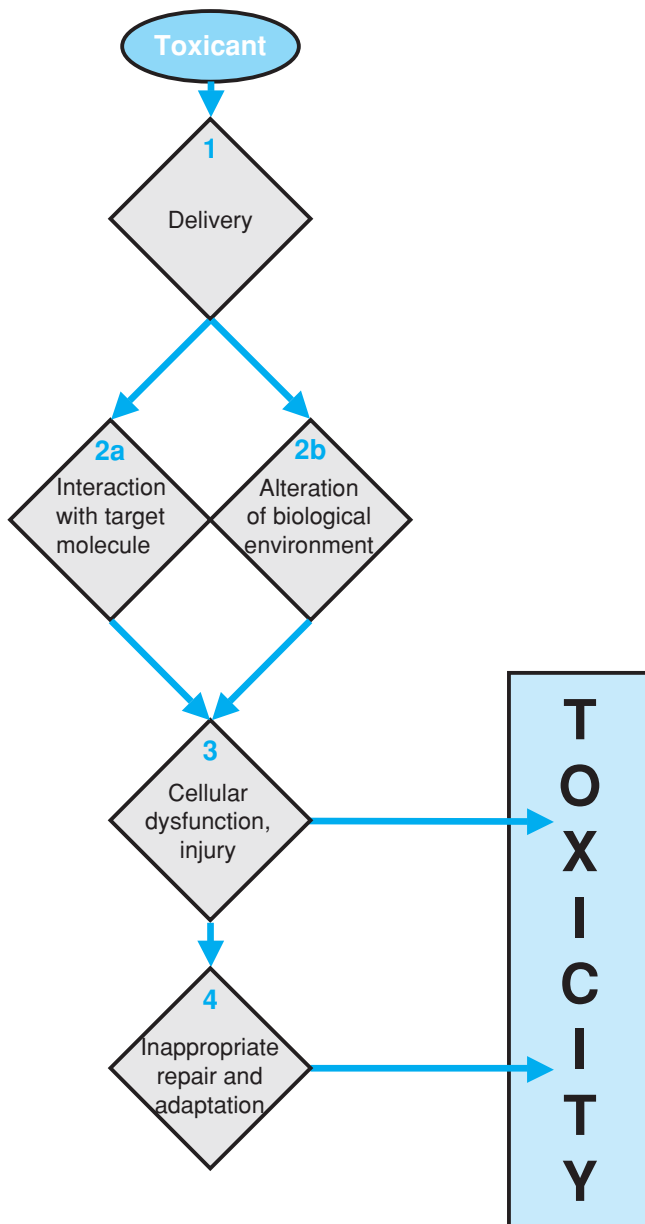 Toxicant
1
Delivery
2a
Interaction
with target
molecule
2b
Alteration
of biological
environment
3
Cellular
dysfunction,
injury
4
Inappropriate
repair and
adaptation
TOXICITY